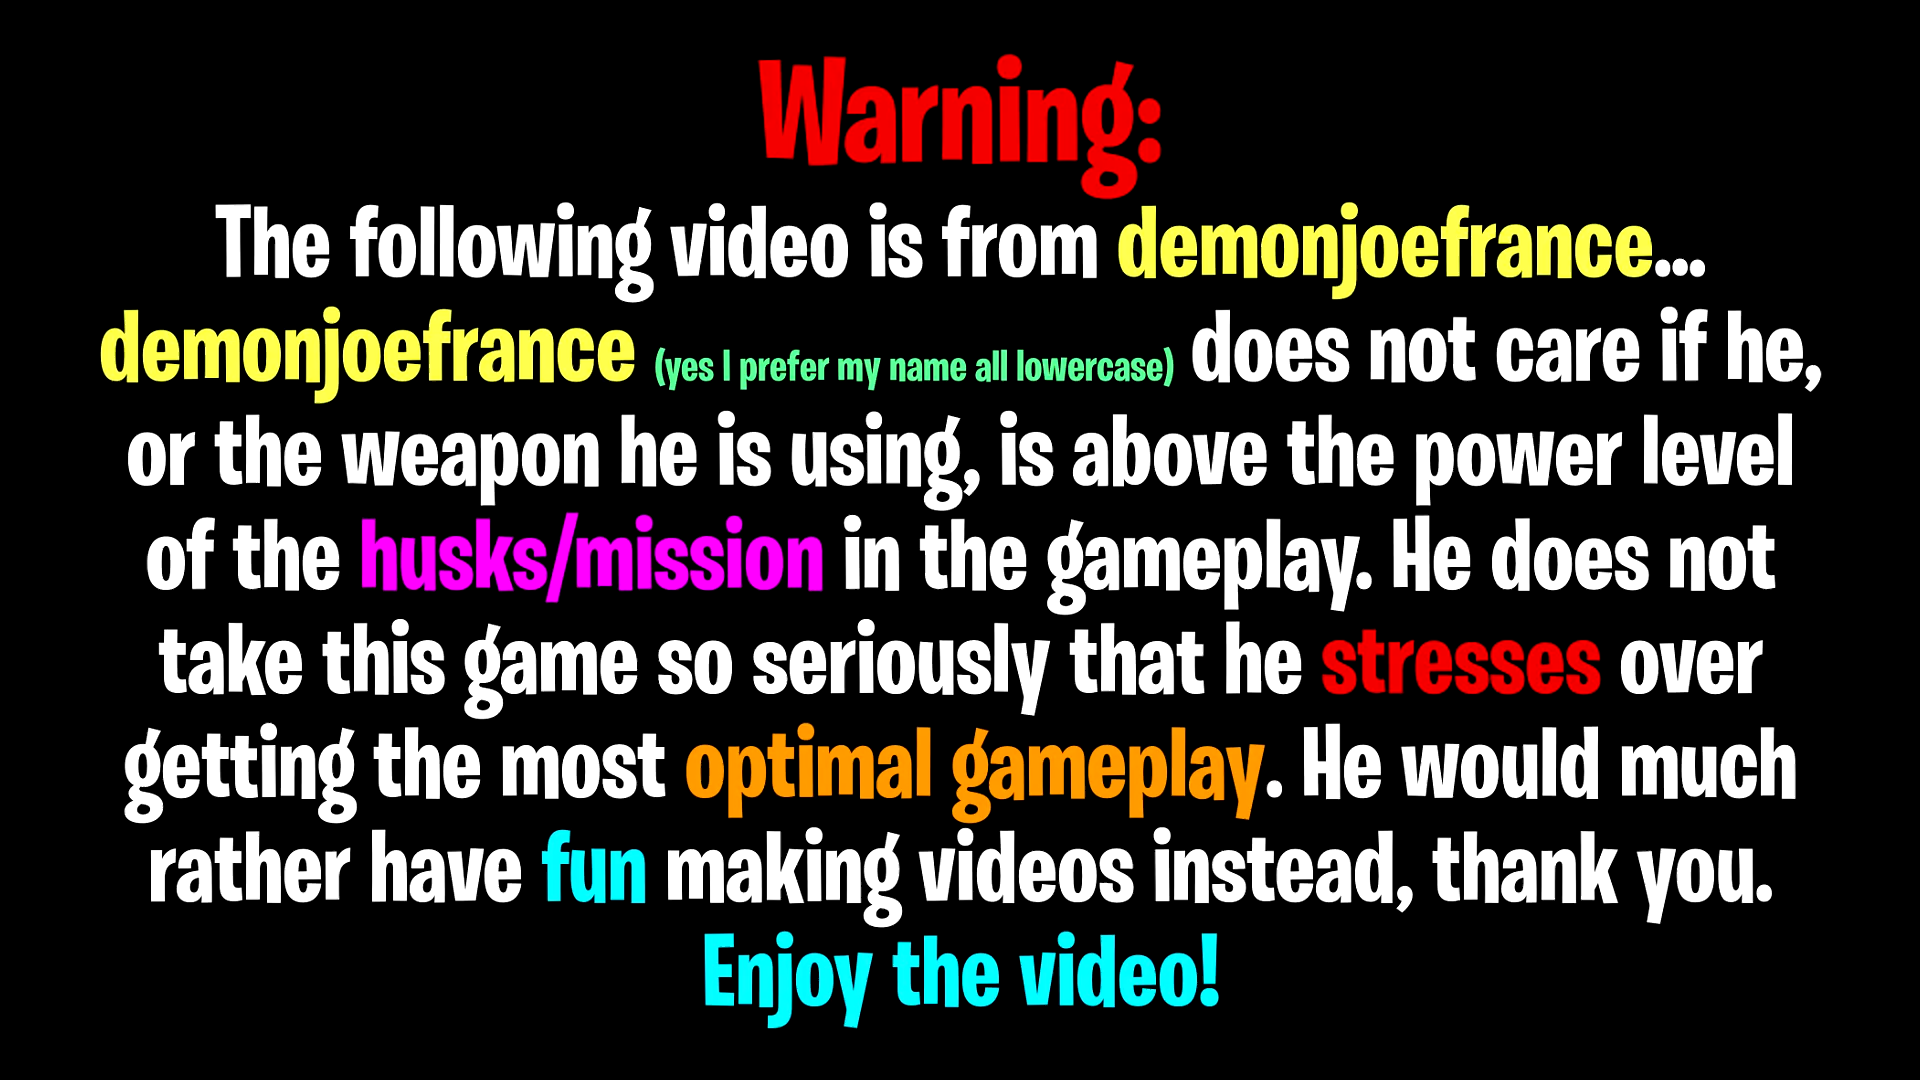 Warning:
The following video is from demonjoefrance...
demonjoefrance (yes I prefer my name all lowercase) does not care if he,
or the weapon he is using, is above the power level
of the husks/mission in the gameplay. He does not
take this game so seriously that he stresses over
getting the most optimal gameplay. He would much
rather have fun making videos instead, thank you.
Enjoy the video!